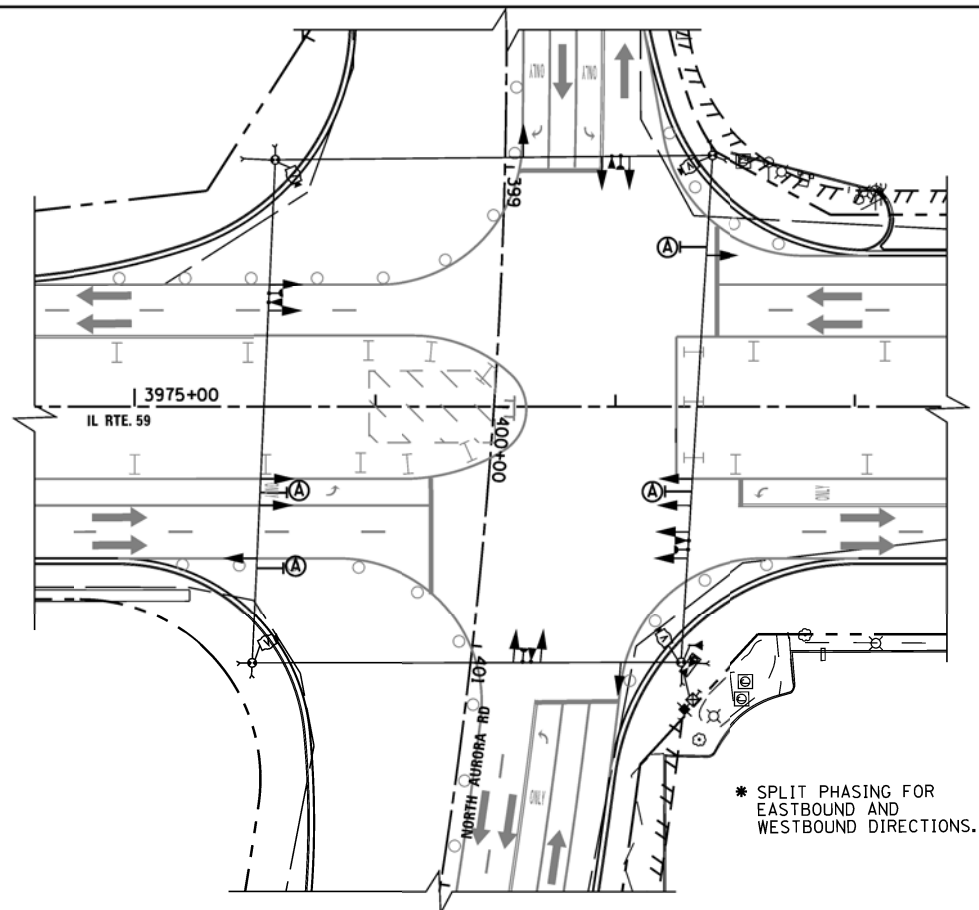 ONLY
ONLY
399
3975+00
IL RTE. 59
400+00
A
A
ONLY
A
ONLY
A
401
NORTH AURORA RD
ONLY
* SPLIT PHASING FOR
EASTBOUND AND
WESTBOUND DIRECTIONS.